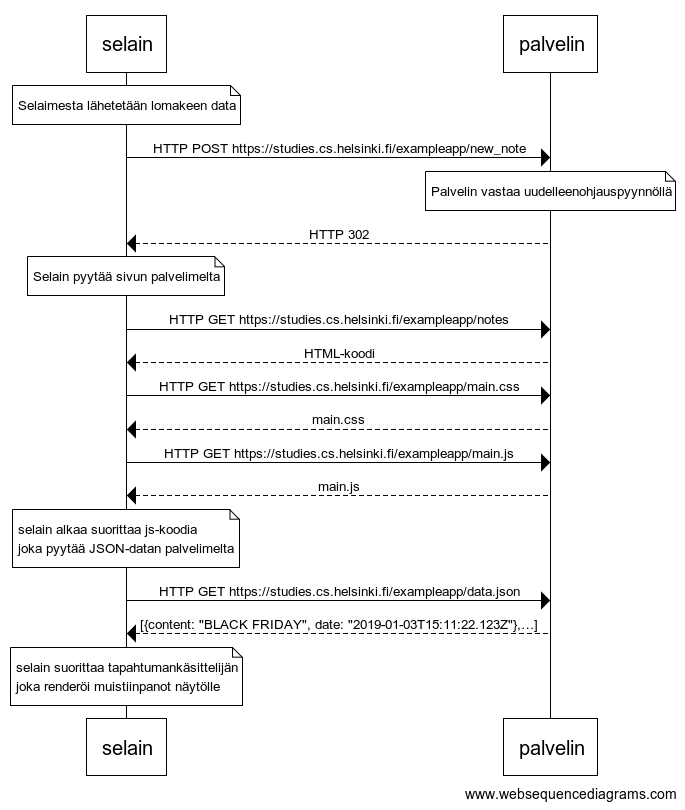 selain
palvelin
Selaimesta lähetetään lomakeen data
HTTP POST https://studies.cs.helsinki.fi/exampleapp/new_note
Palvelin vastaa uudelleenohjauspyynnöllä
HTTP 302
Selain pyytää sivun palvelimelta
HTTP GET https://studies.cs.helsinki.fi/exampleapp/notes
HTML-koodi
HTTP GET https://studies.cs.helsinki.fi/exampleapp/main.css
main.css
HTTP GET https://studies.cs.helsinki.fi/exampleapp/main.js
main.js
selain alkaa suorittaa js-koodia
joka pyytää JSON-datan palvelimelta
HTTP GET https://studies.cs.helsinki.fi/exampleapp/data.json
[{content: "BLACK FRIDAY", date: "2019-01-03T15:11:22.123Z"},…]
selain suorittaa tapahtumankäsittelijän
joka renderöi muistiinpanot näytölle
selain
palvelin
www.websequencediagrams.com